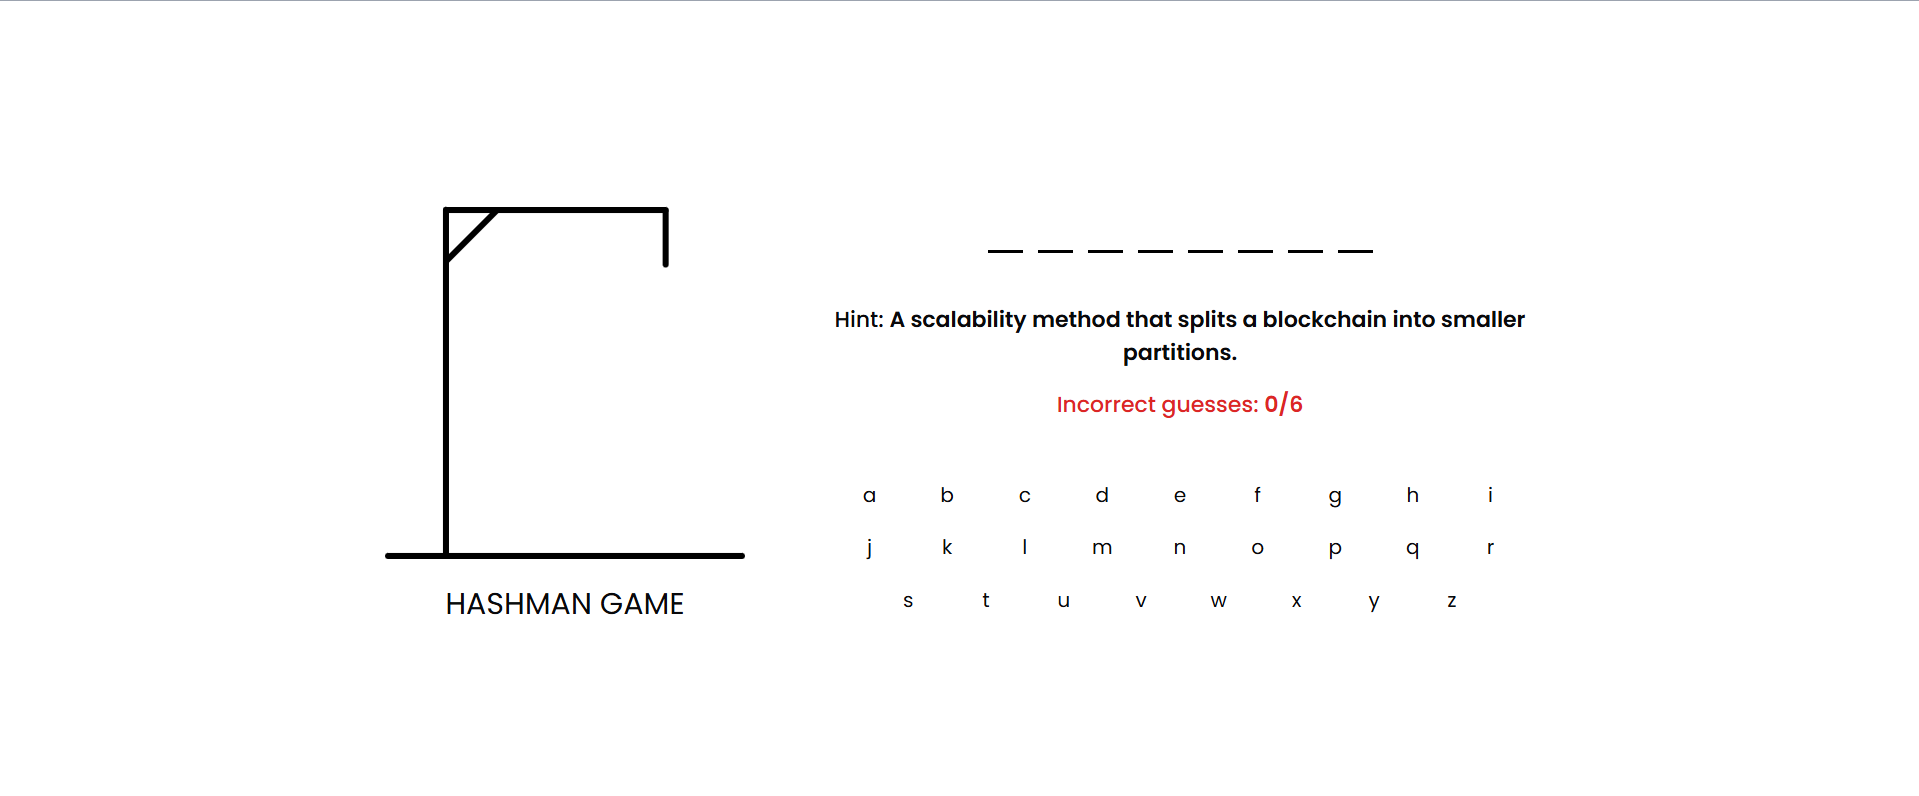 Hint: A scalability method that splits a blockchain into smaller
partitions.
Incorrect guesses: 0/6
a b c d e f g h i
j k l m n o p q r
s t u v w x y z
HASHMAN GAME